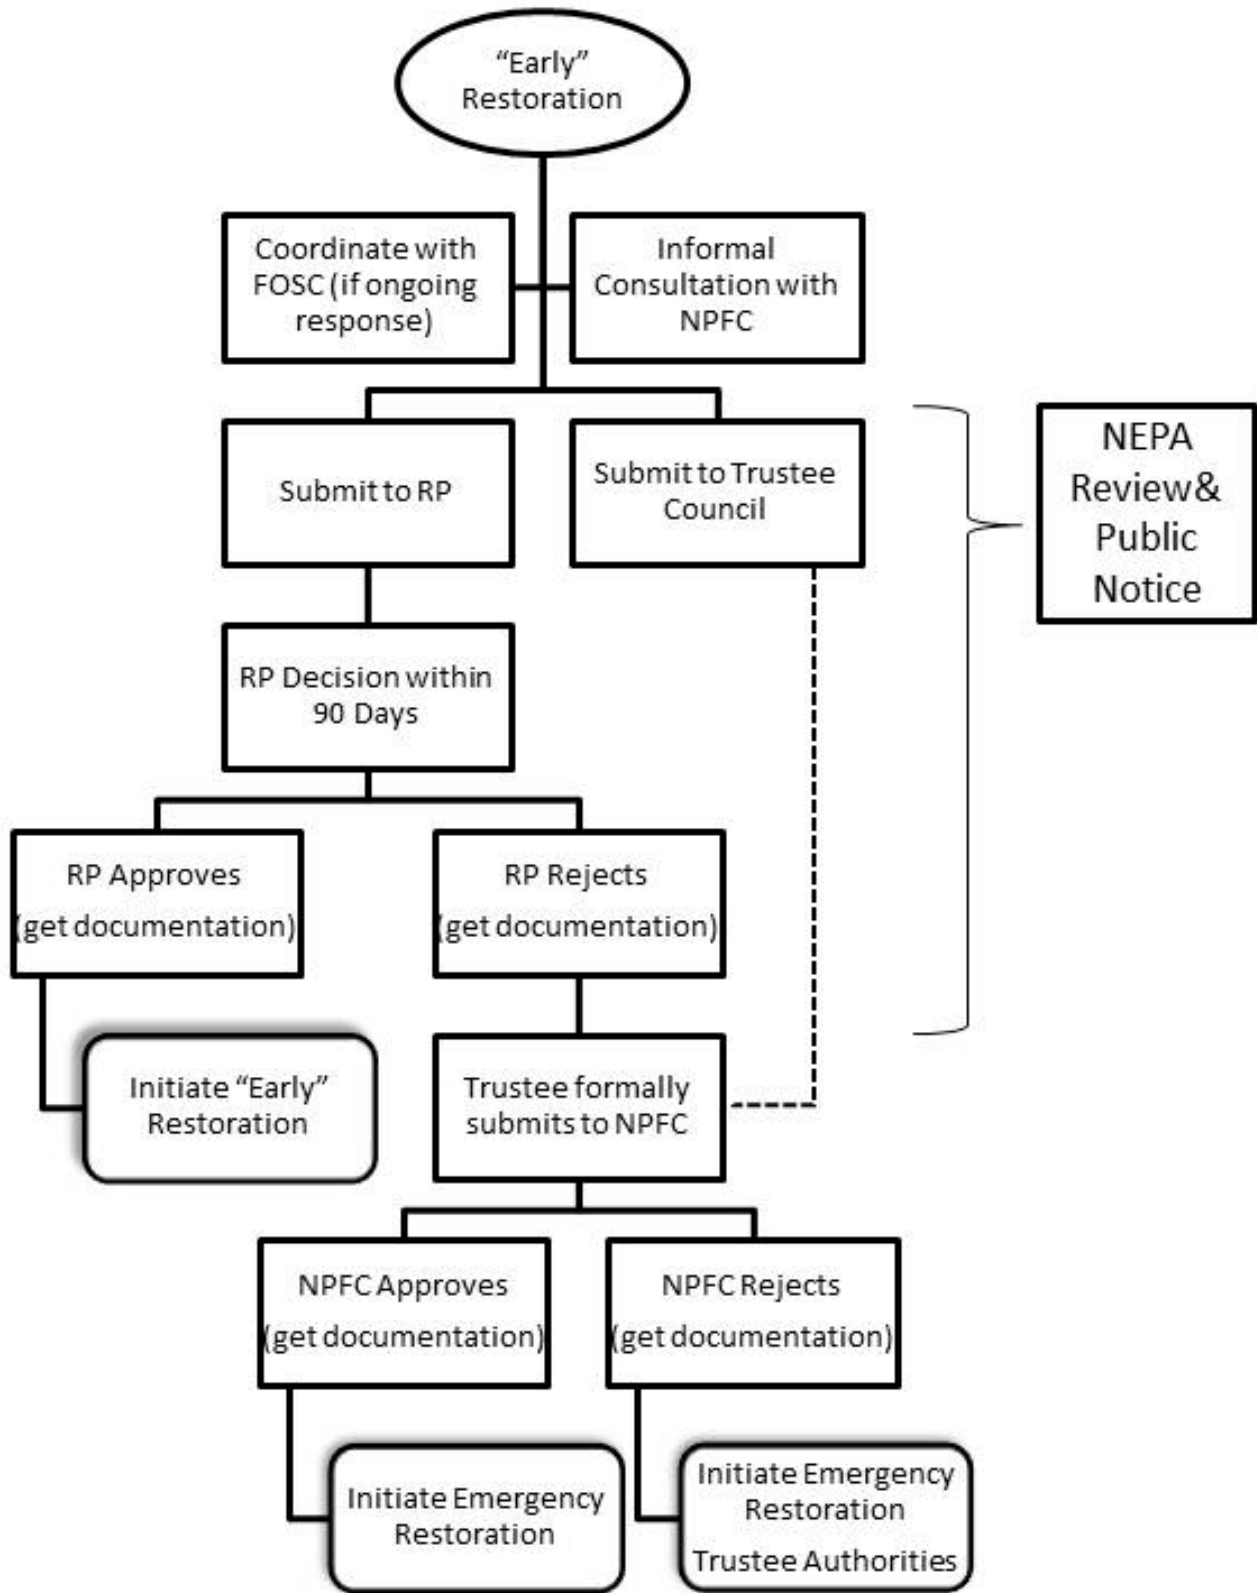 “Early”
Restoration
Coordinate with
FOSC (if ongoing
response)
Informal
Consultation with
NPFC
Submit to RP
Submit to Trustee
Council
NEPA
Review&
Public
Notice
RP Decision within
90 Days
RP Approves
(get documentation)
RP Rejects
(get documentation)
Initiate “Early”
Restoration
Trustee formally
submits to NPFC
NPFC Approves
(get documentation)
NPFC Rejects
(get documentation)
Initiate Emergency
Restoration
Initiate Emergency
Restoration
Trustee Authorities